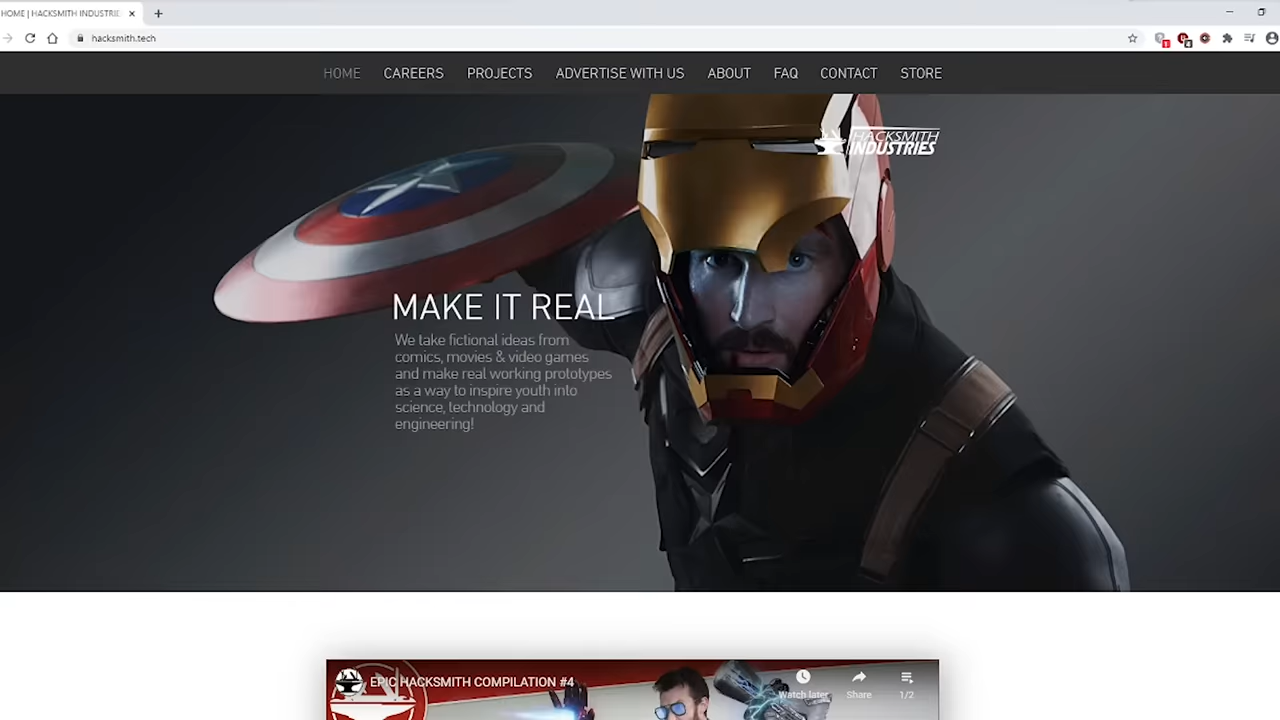 HOME | HACKSMITH INDUSTRIE
hacksmith.tech
1
4
HOME CAREERS PROJECTS ADVERTISE WITH US ABOUT FAQ CONTACT STORE
HACKSMITH
INDUSTRIES
MAKE IT REAL
We take fictional ideas from
comics, movies & video games
and make real working prototypes
as a way to inspire youth into
science, technology and
engineering!
EPIC HACKSMITH COMPILATION #4
Watch later Share 1/2